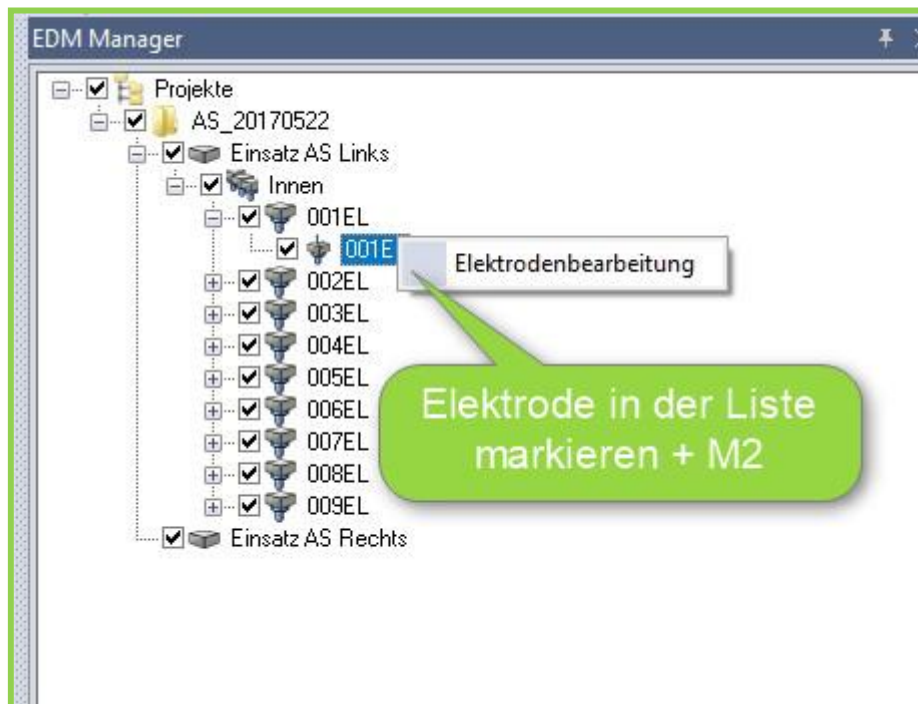 EDM Manager
Projekte
AS_20170522
Einsatz AS Links
Innen
001EL
001E
Elektrodenbearbeitung
002EL
003EL
004EL
005EL
006EL
007EL
008EL
009EL
Einsatz AS Rechts
Elektrode in der Liste
markieren + M2